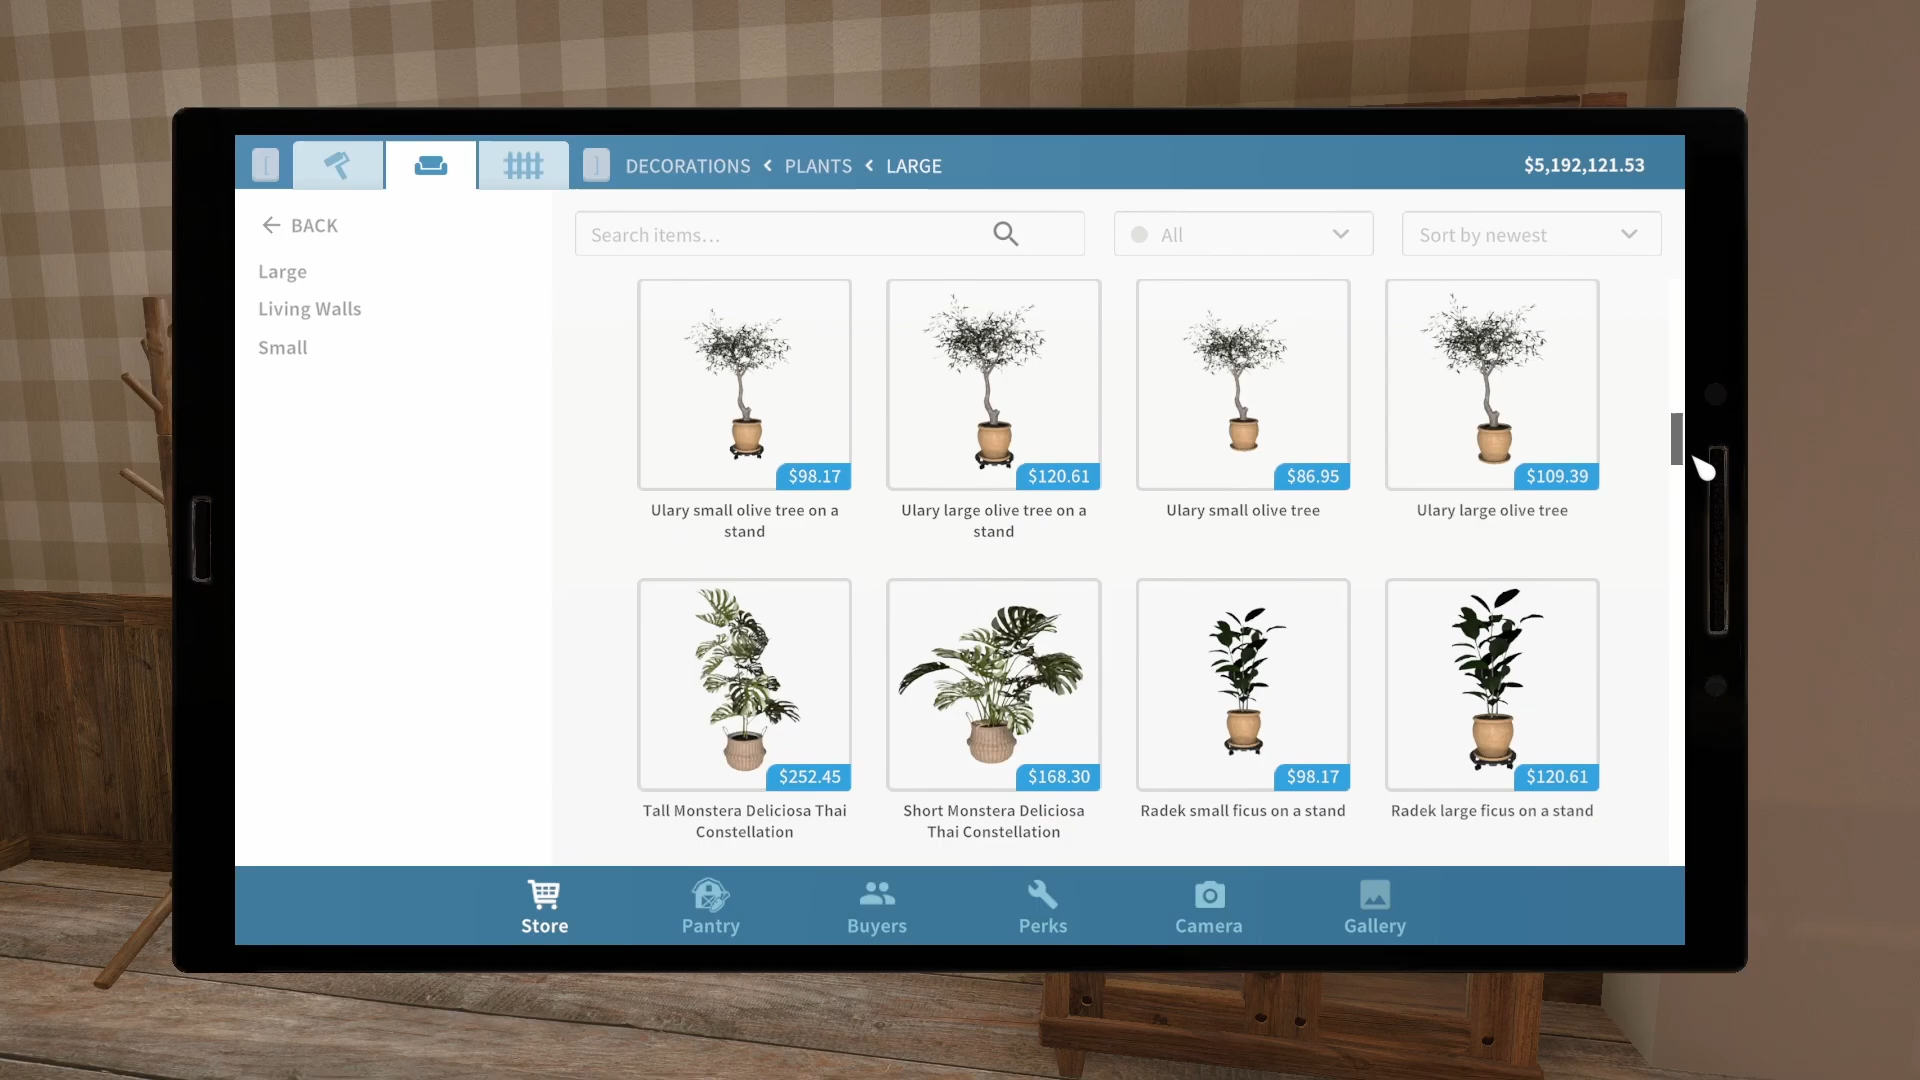 [
]
DECORATIONS < PLANTS < LARGE
$5,192,121.53
BACK
Large
Living Walls
Small
Search items...
All
Sort by newest
$98.17
Ulary small olive tree on a
stand
$120.61
Ulary large olive tree on a
stand
$86.95
Ulary small olive tree
$109.39
Ulary large olive tree
$252.45
Tall Monstera Deliciosa Thai
Constellation
$168.30
Short Monstera Deliciosa
Thai Constellation
$98.17
Radek small ficus on a stand
$120.61
Radek large ficus on a stand
Store
Pantry
Buyers
Perks
Camera
Gallery